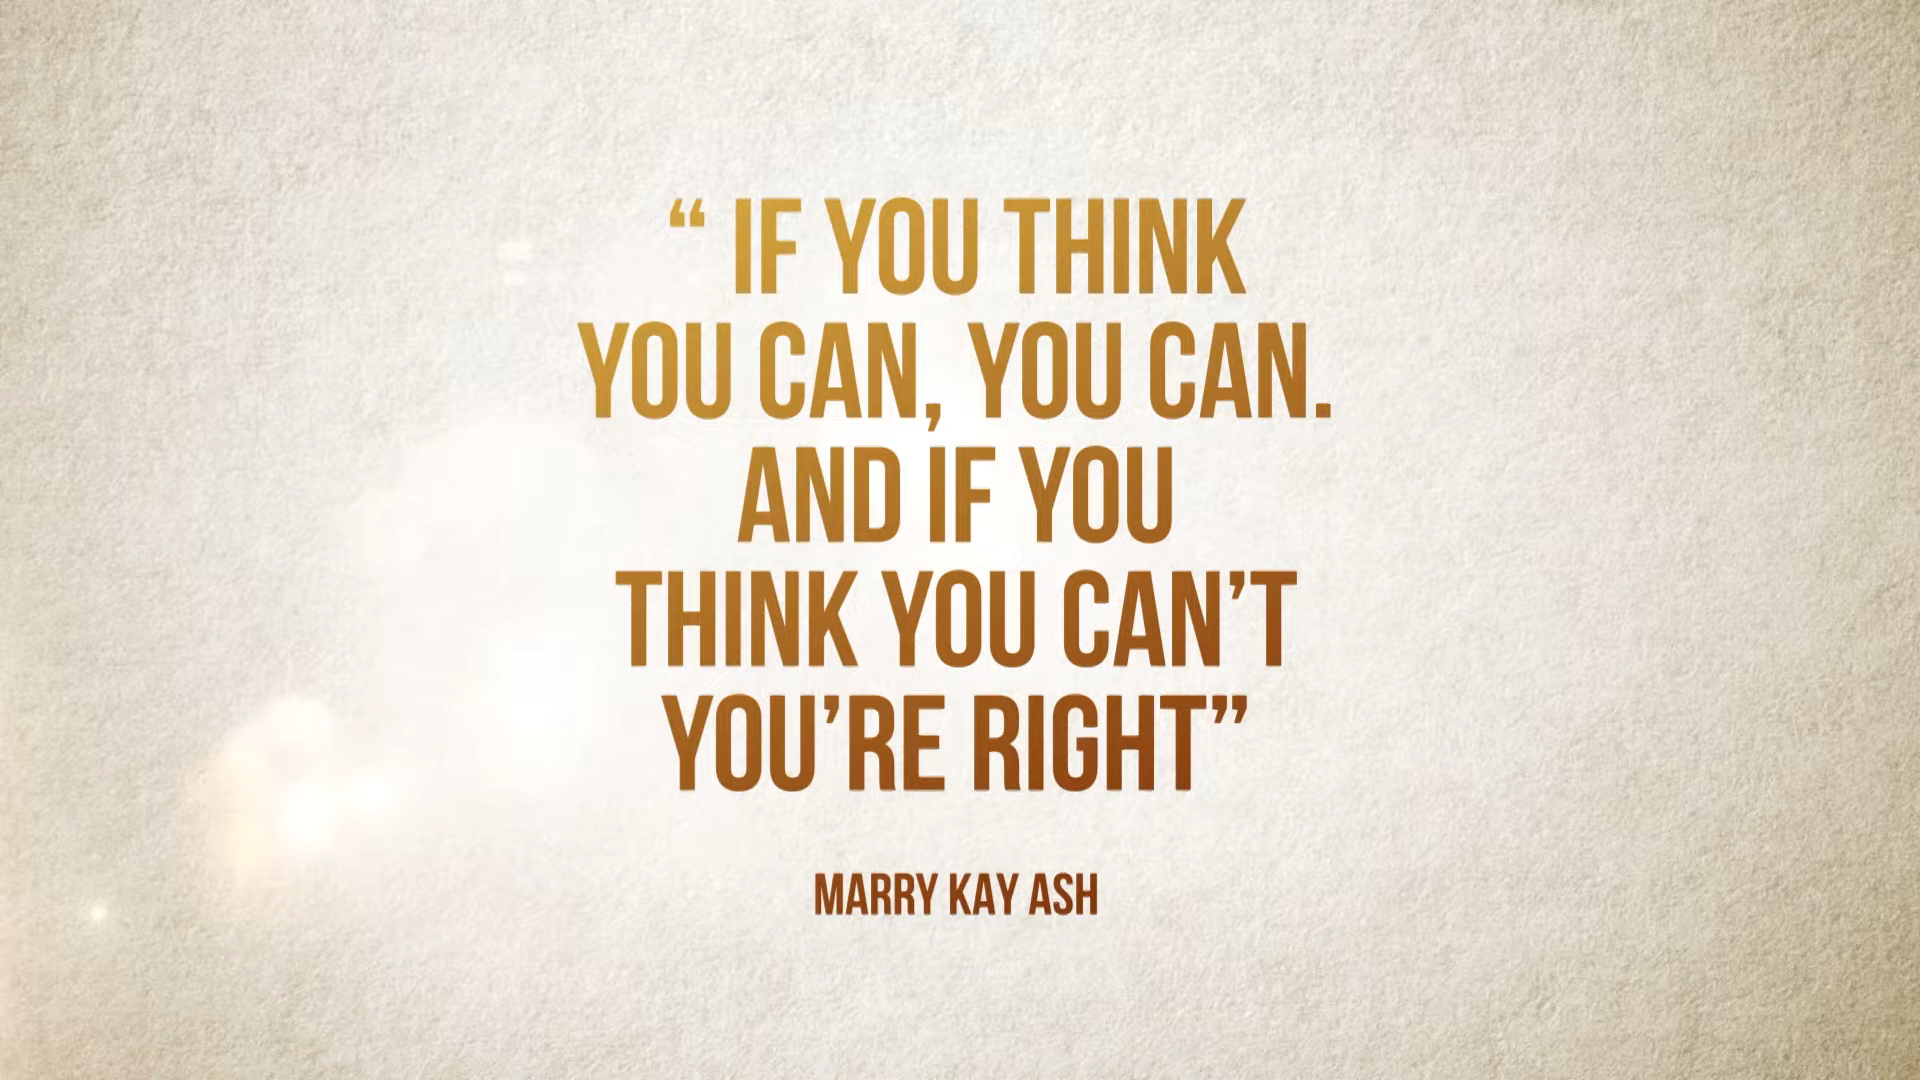 “ IF YOU THINK
YOU CAN, YOU CAN.
AND IF YOU
THINK YOU CAN’T
YOU’RE RIGHT”
MARRY KAY ASH